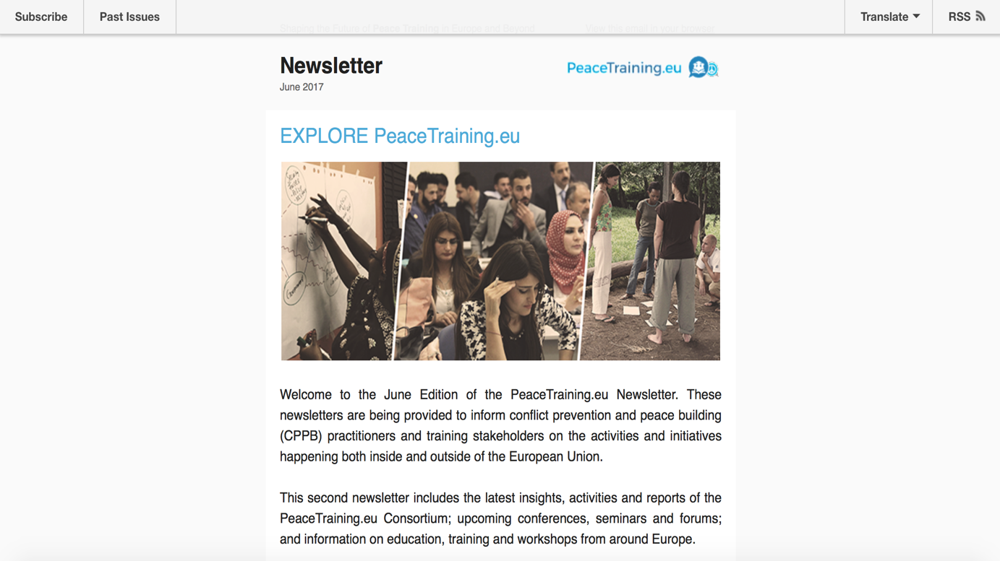 Subscribe
Past Issues
Translate
RSS
Shaping the Future of Peace Training in Europe and Beyond
View this email in your browser
Newsletter
PeaceTraining.eu
June 2017
EXPLORE PeaceTraining.eu
Welcome to the June Edition of the PeaceTraining.eu Newsletter. These
newsletters are being provided to inform conflict prevention and peace building
(CPPB) practitioners and training stakeholders on the activities and initiatives
happening both inside and outside of the European Union.
This second newsletter includes the latest insights, activities and reports of the
PeaceTraining.eu Consortium; upcoming conferences, seminars and forums;
and information on education, training and workshops from around Europe.